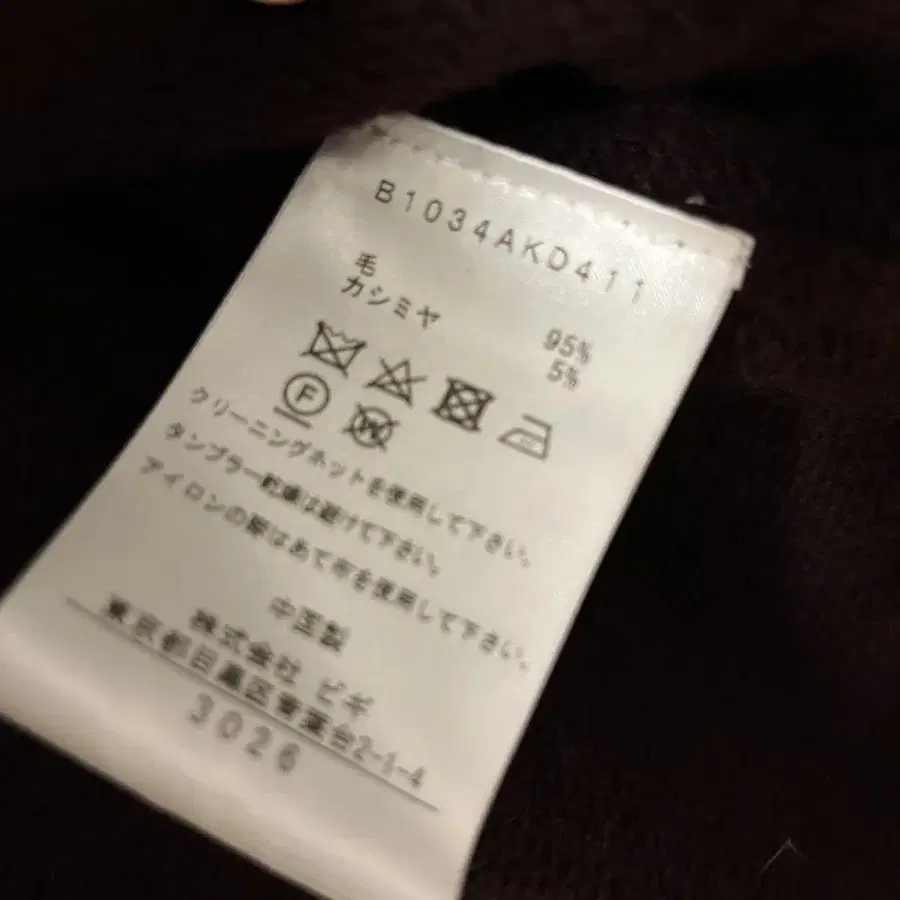 B1034AKD411
毛 95%
カシミヤ 5%
F
W
クリーニングネットを使用して下さい。
タンブラー乾燥は避けて下さい。
アイロンの際はあて布を使用して下さい。
中国製
株式会社 ビギ
東京都目黒区青葉台2-1-4
3026